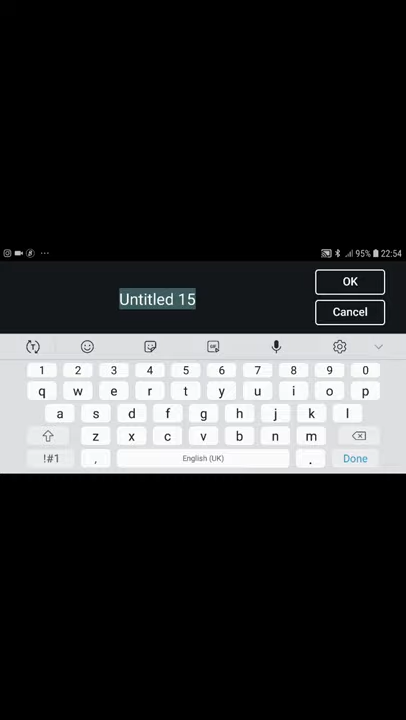 95% 22:54
OK
Untitled 15
Cancel
GIF
1 2 3 4 5 6 7 8 9 0
q w e r t y u i o p
a s d f g h j k l
z x c v b n m
!#1 , English (UK) . Done